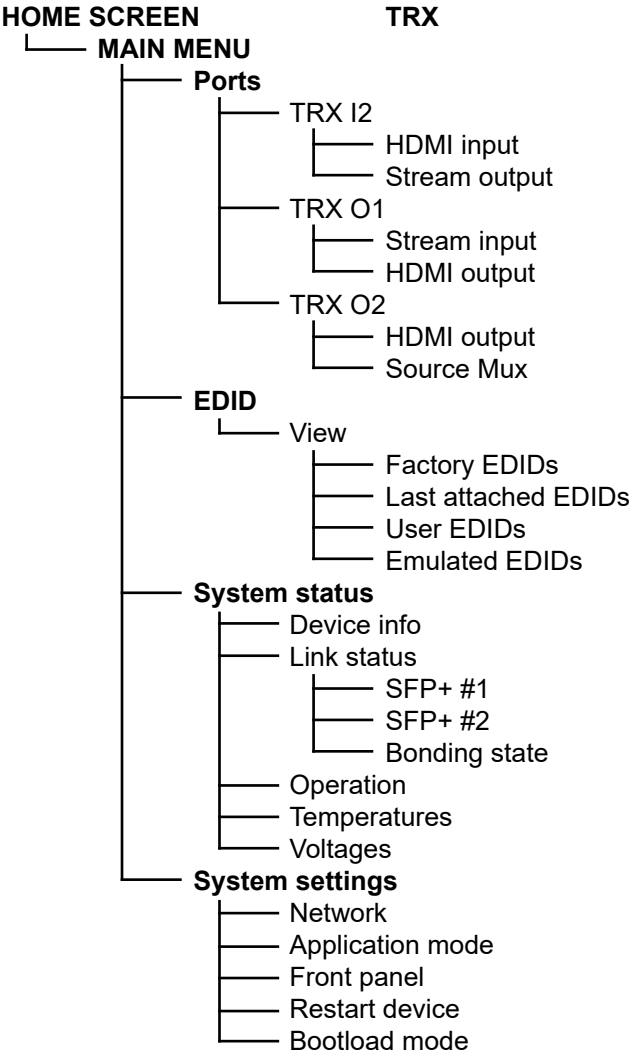 HOME SCREEN TRX
MAIN MENU
Ports
TRX I2
HDMI input
Stream output
TRX O1
Stream input
HDMI output
TRX O2
HDMI output
Source Mux
EDID
View
Factory EDIDs
Last attached EDIDs
User EDIDs
Emulated EDIDs
System status
Device info
Link status
SFP+ #1
SFP+ #2
Bonding state
Operation
Temperatures
Voltages
System settings
Network
Application mode
Front panel
Restart device
Bootload mode